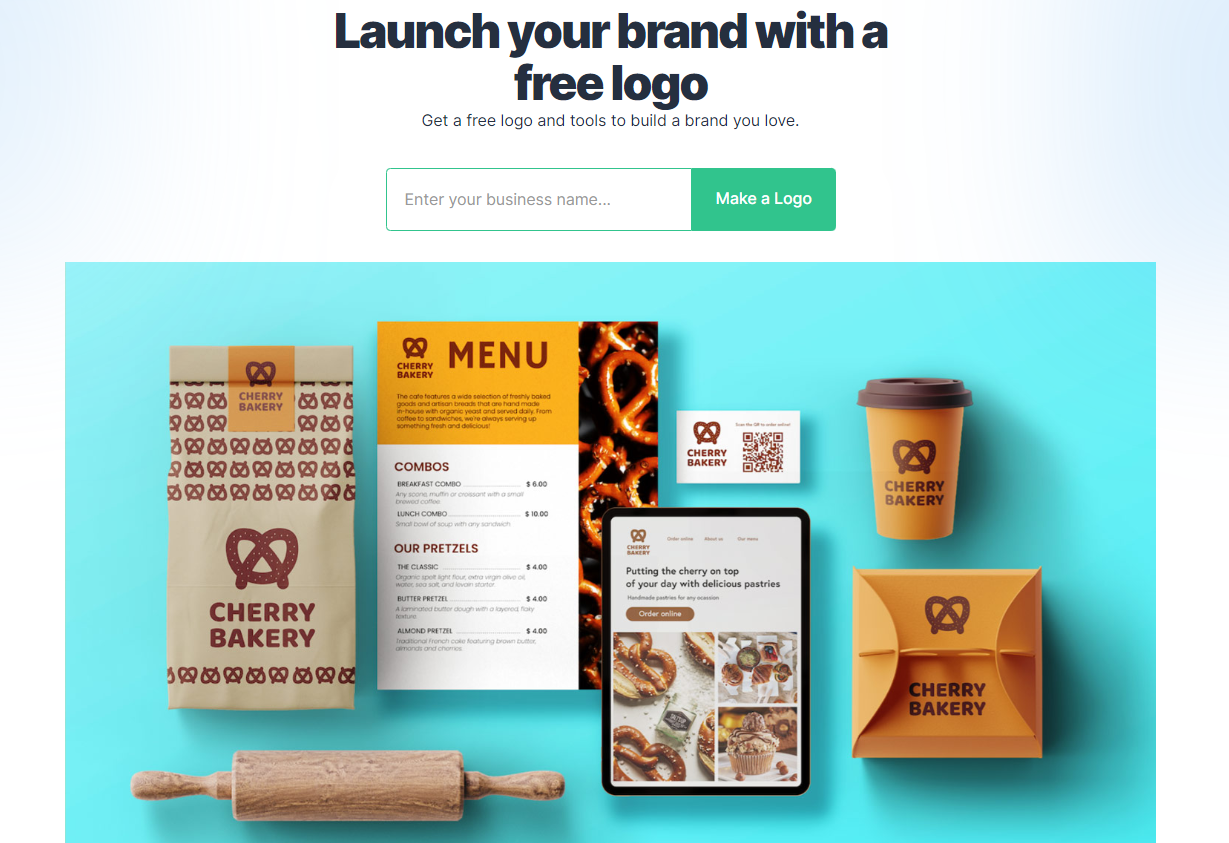 Launch your brand with a
free logo
Get a free logo and tools to build a brand you love.
Enter your business name...
Make a Logo
CHERRY
BAKERY
CHERRY
BAKERY
CHERRY
BAKERY
MENU
The cafe features a wide selection of freshly baked
goods and artisan breads that are hand made
in-house with organic yeast and served daily. From
coffee to sandwiches, we're always serving up
something fresh and delicious!
COMBOS
BREAKFAST COMBO $ 6.00
Any scone, muffin or croissant with a small
brewed coffee.
LUNCH COMBO $ 10.00
Small bowl of soup with any sandwich.
OUR PRETZELS
THE CLASSIC $ 4.00
Organic spelt light flour, extra virgin olive oil,
water, sea salt, and levain starter
BUTTER PRETZEL $ 4.00
A laminated butter dough with a layered, flaky
texture.
ALMOND PRETZEL $ 4.00
Traditional French cake featuring brown butter,
almonds and cherries.
CHERRY
BAKERY
Scan the QR to order online!
CHERRY
BAKERY
Order online About us Our menu
Putting the cherry on top
of your day with delicious pastries
Handmade pastries for any ocassion
Order online
CHERRY
BAKERY
CHERRY
BAKERY